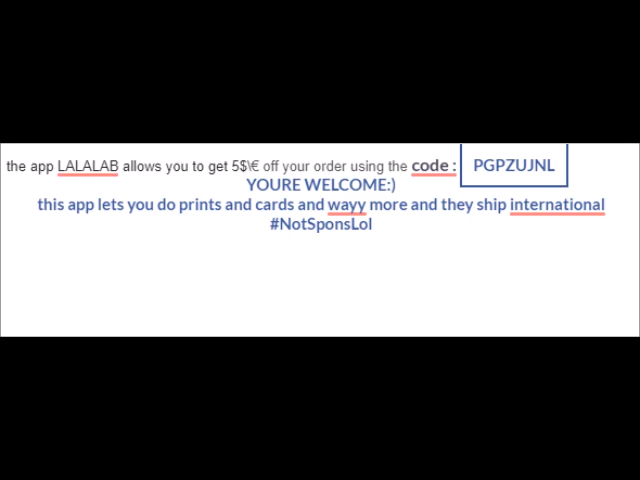 the app LALALAB allows you to get 5$\€ off your order using the code : PGPZUJNL
YOURE WELCOME:)
this app lets you do prints and cards and wayy more and they ship international
#NotSponsLol